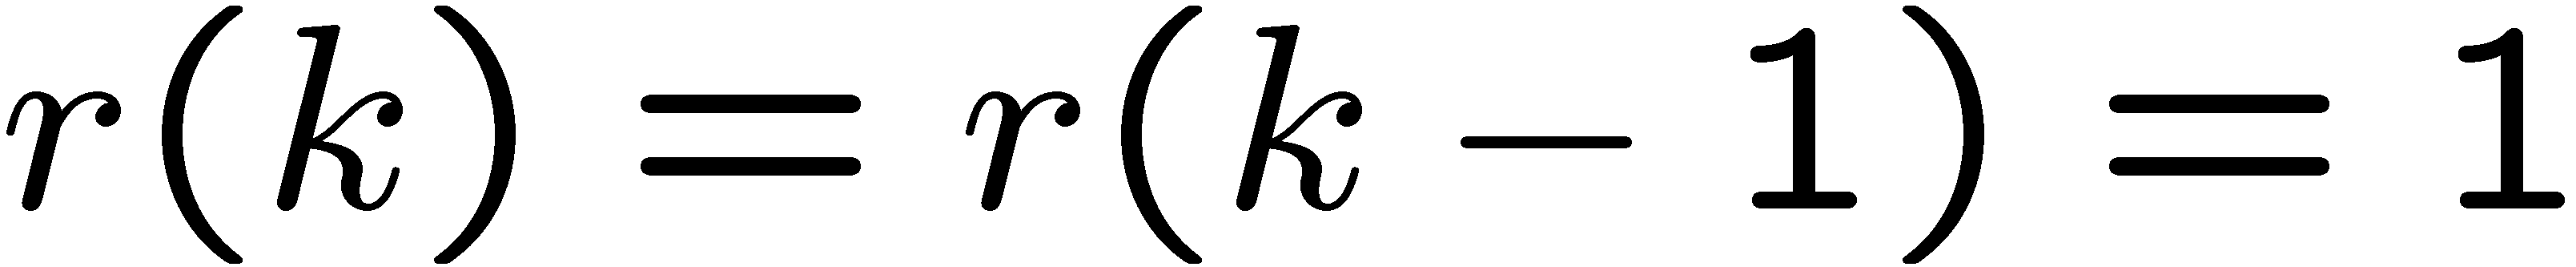 r(k) = r(k − 1) = 1